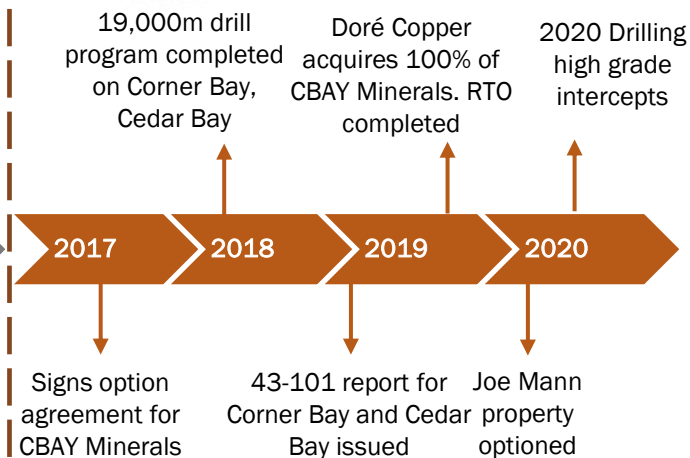 19,000m drill
program completed
on Corner Bay,
Cedar Bay
Doré Copper
acquires 100% of
CBAY Minerals. RTO
completed
2020 Drilling
high grade
intercepts
2017
2018
2019
2020
Signs option
agreement for
CBAY Minerals
43-101 report for
Corner Bay and Cedar
Bay issued
Joe Mann
property
optioned